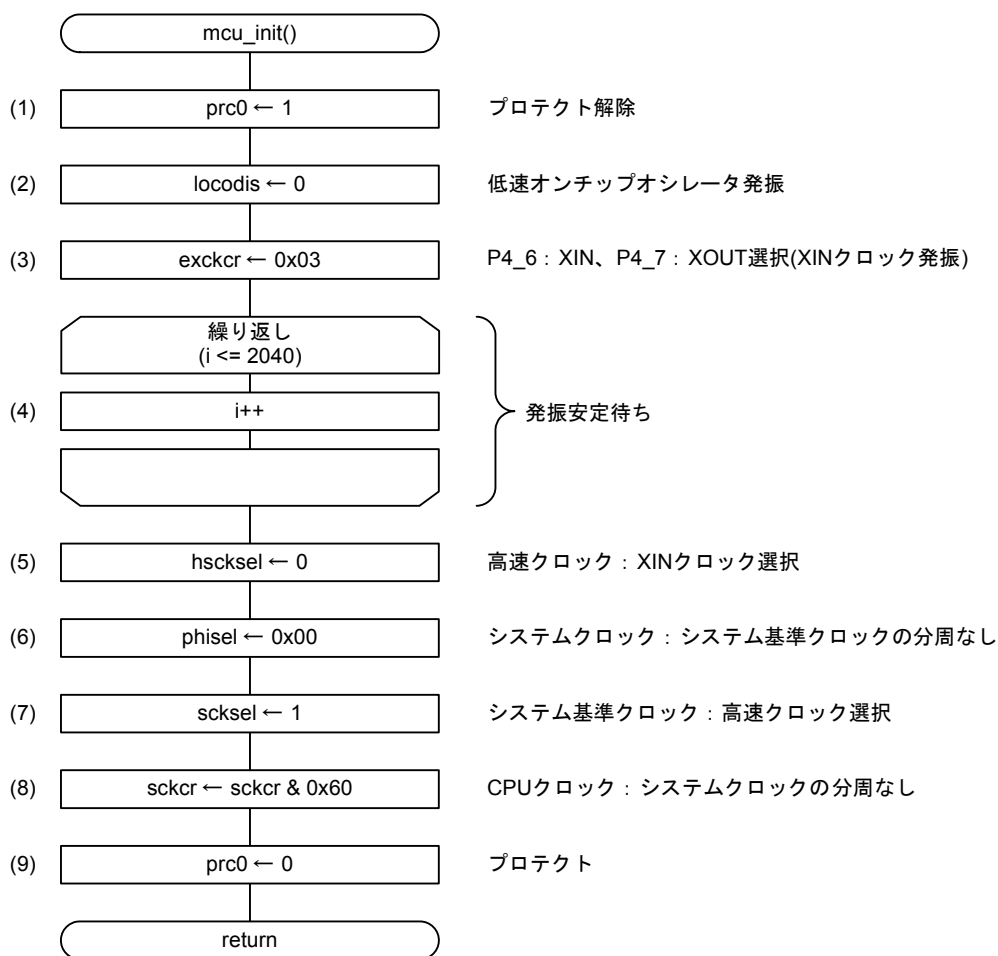 mcu_init()
(1) prc0 ← 1 プロテクト解除
(2) locodis ← 0 低速オンチップオシレータ発振
(3) exckcr ← 0x03 P4_6：XIN、P4_7：XOUT選択(XINクロック発振)
繰り返し
(i <= 2040)
(4) i++ 発振安定待ち
(5) hscksel ← 0 高速クロック：XINクロック選択
(6) phisel ← 0x00 システムクロック：システム基準クロックの分周なし
(7) scksel ← 1 システム基準クロック：高速クロック選択
(8) sckcr ← sckcr & 0x60 CPUクロック：システムクロックの分周なし
(9) prc0 ← 0 プロテクト
return